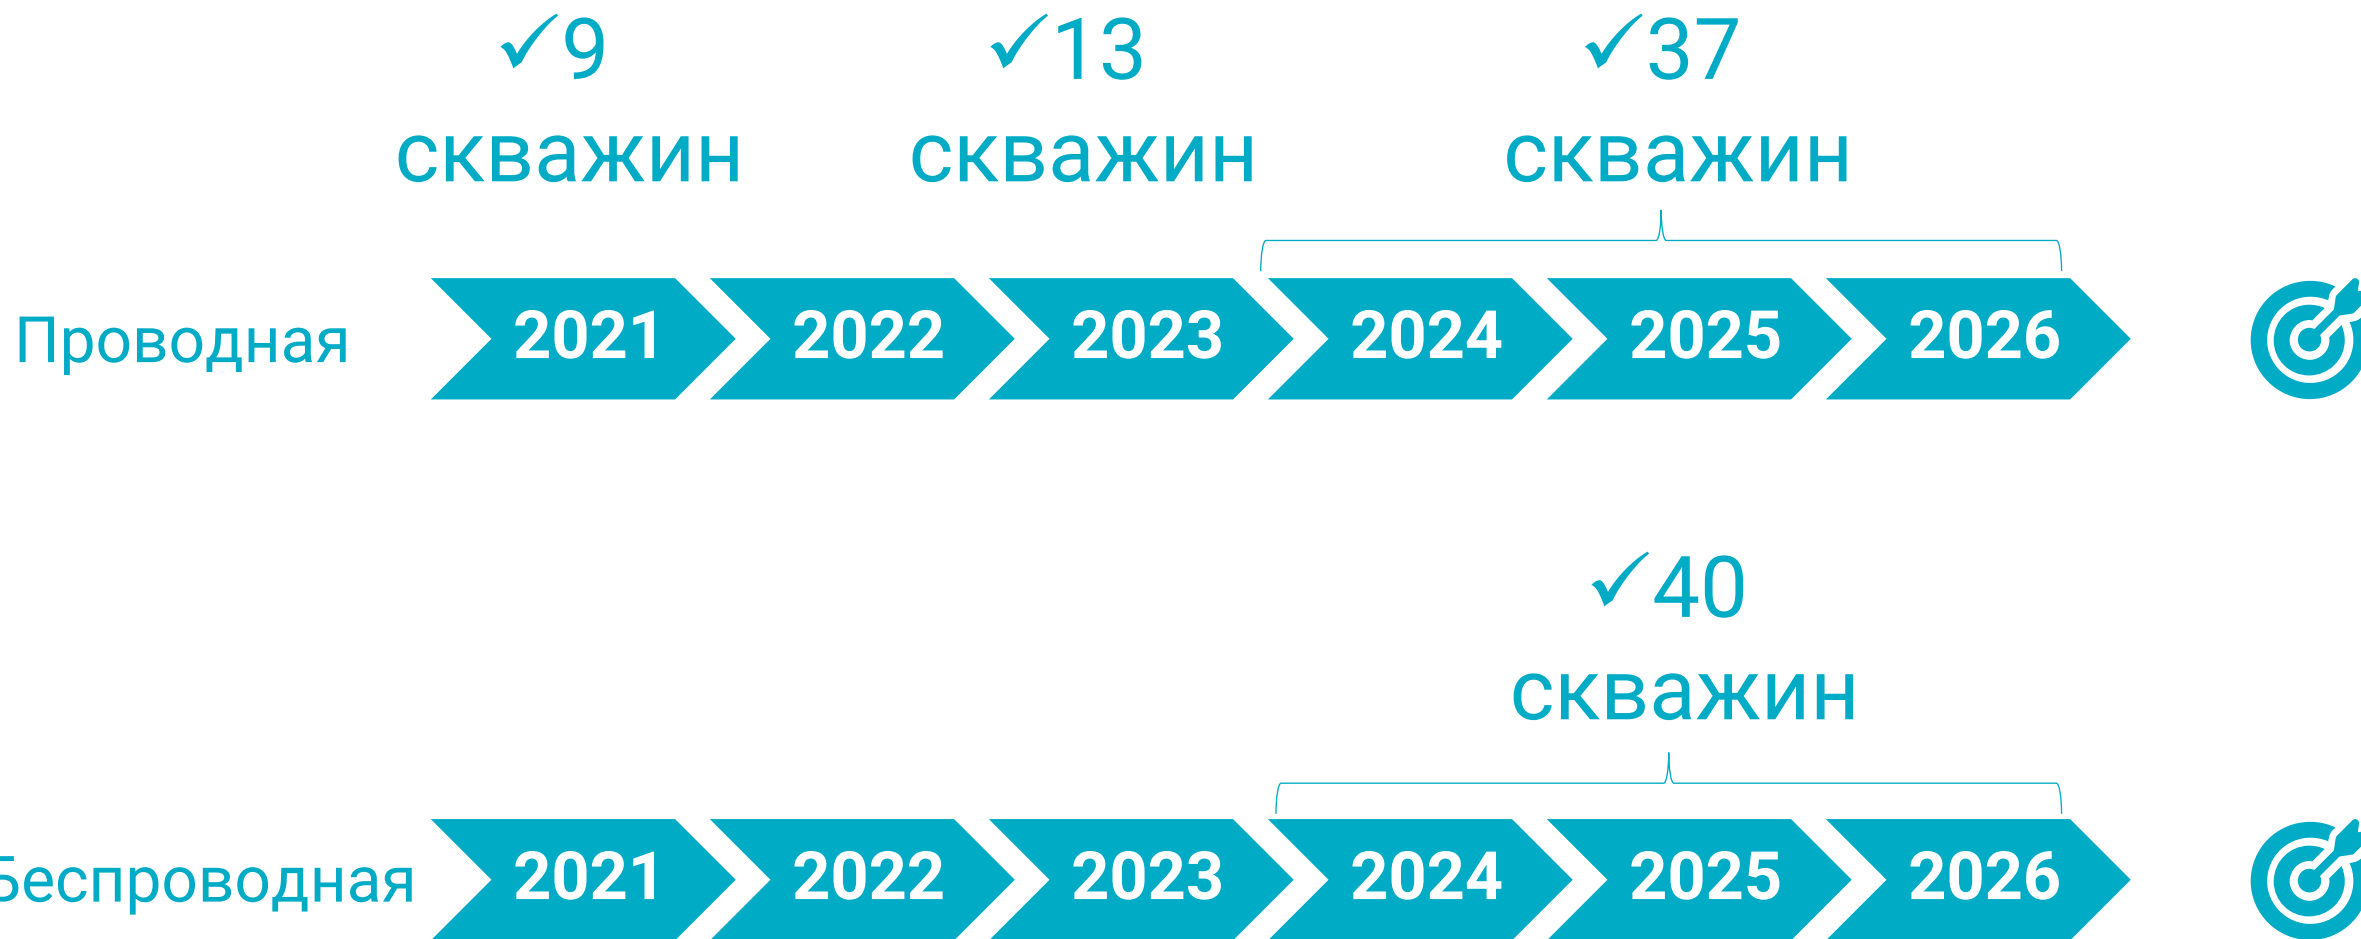 ✓9 ✓13 ✓37
скважин скважин скважин
Проводная 2021 2022 2023 2024 2025 2026
✓40
скважин
Беспроводная 2021 2022 2023 2024 2025 2026